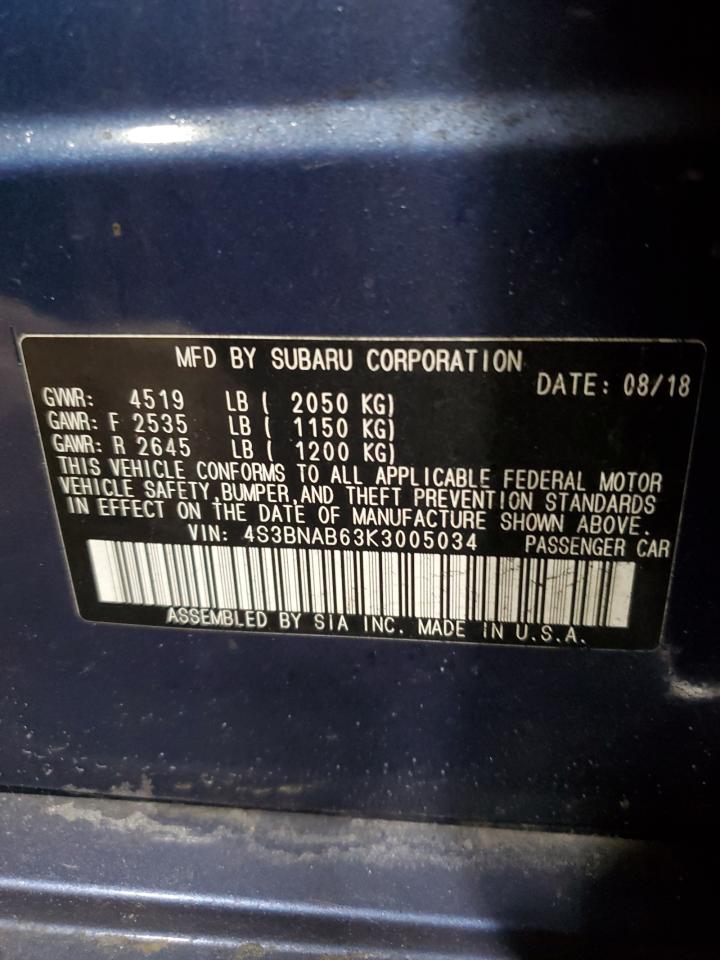 MFD BY SUBARU CORPORATION
DATE: 08/18
GVWR: 4519 LB ( 2050 KG)
GAWR: F 2535 LB ( 1150 KG)
GAWR: R 2645 LB ( 1200 KG)
THIS VEHICLE CONFORMS TO ALL APPLICABLE FEDERAL MOTOR
VEHICLE SAFETY,BUMPER,AND THEFT PREVENTION STANDARDS
IN EFFECT ON THE DATE OF MANUFACTURE SHOWN ABOVE.
VIN: 4S3BNAB63K3005034 PASSENGER CAR
ASSEMBLED BY SIA INC. MADE IN U.S.A.